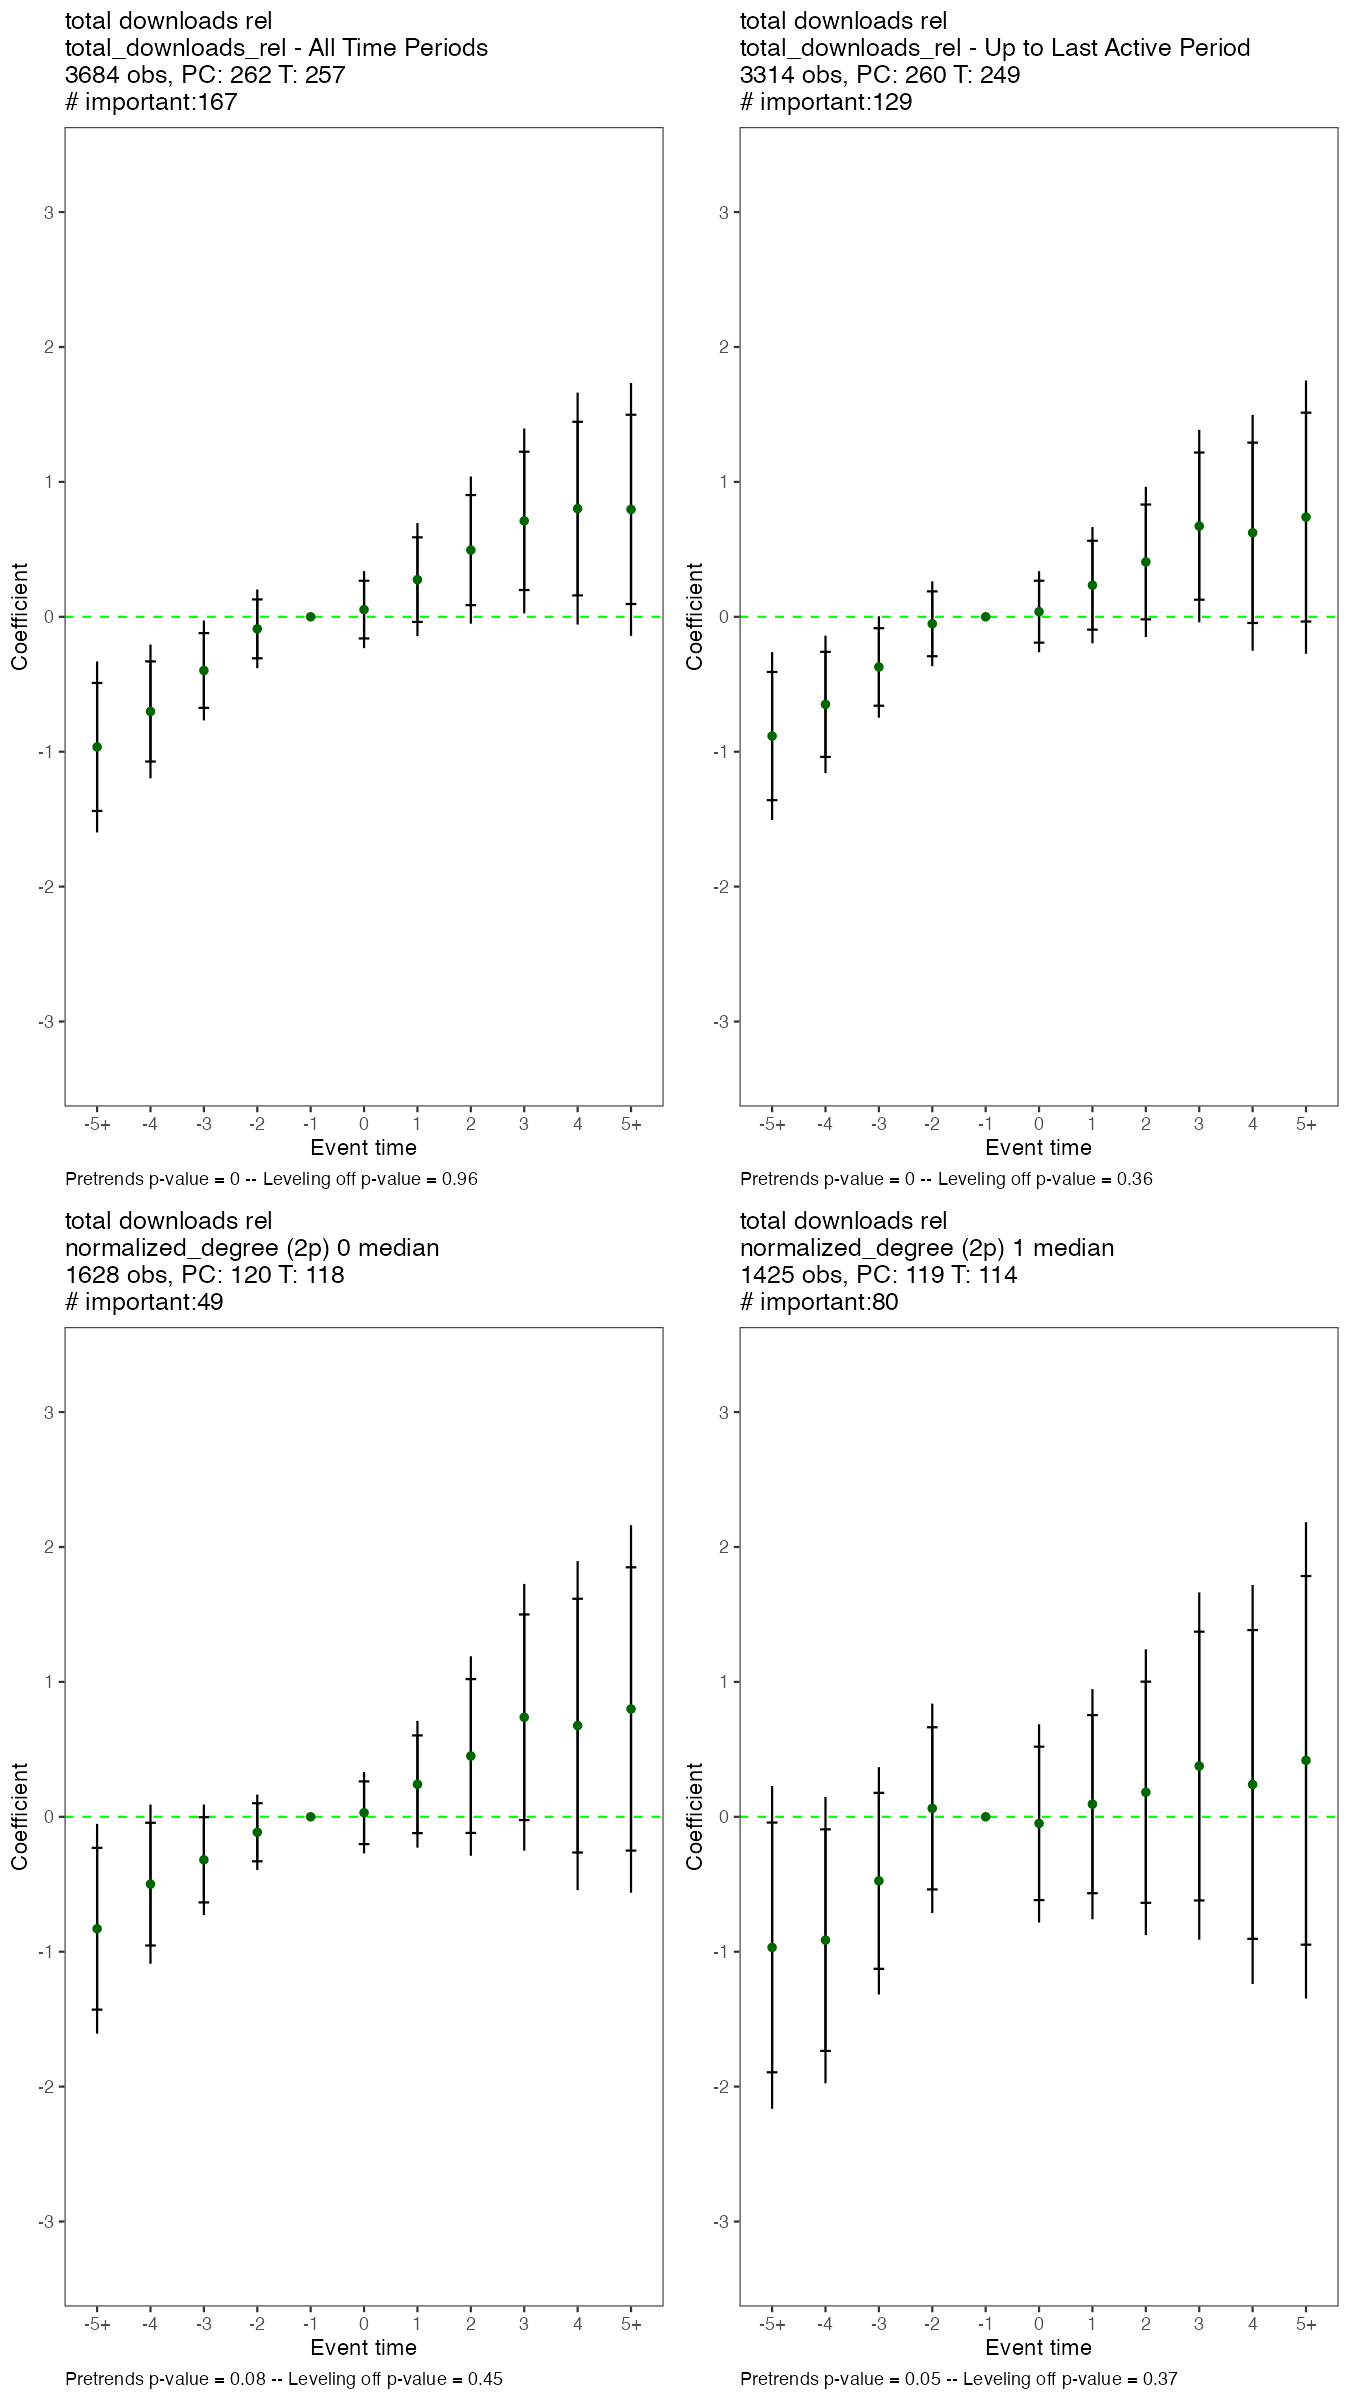 total downloads rel
total_downloads_rel - All Time Periods
3684 obs, PC: 262 T: 257
# important:167
3
2
1
0
-1
-2
-3
Coefficient
-5+ -4 -3 -2 -1 0 1 2 3 4 5+
Event time
Pretrends p-value = 0 -- Leveling off p-value = 0.96
total downloads rel
total_downloads_rel - Up to Last Active Period
3314 obs, PC: 260 T: 249
# important:129
3
2
1
0
-1
-2
-3
Coefficient
-5+ -4 -3 -2 -1 0 1 2 3 4 5+
Event time
Pretrends p-value = 0 -- Leveling off p-value = 0.36
total downloads rel
normalized_degree (2p) 0 median
1628 obs, PC: 120 T: 118
# important:49
3
2
1
0
-1
-2
-3
Coefficient
-5+ -4 -3 -2 -1 0 1 2 3 4 5+
Event time
Pretrends p-value = 0.08 -- Leveling off p-value = 0.45
total downloads rel
normalized_degree (2p) 1 median
1425 obs, PC: 119 T: 114
# important:80
3
2
1
0
-1
-2
-3
Coefficient
-5+ -4 -3 -2 -1 0 1 2 3 4 5+
Event time
Pretrends p-value = 0.05 -- Leveling off p-value = 0.37